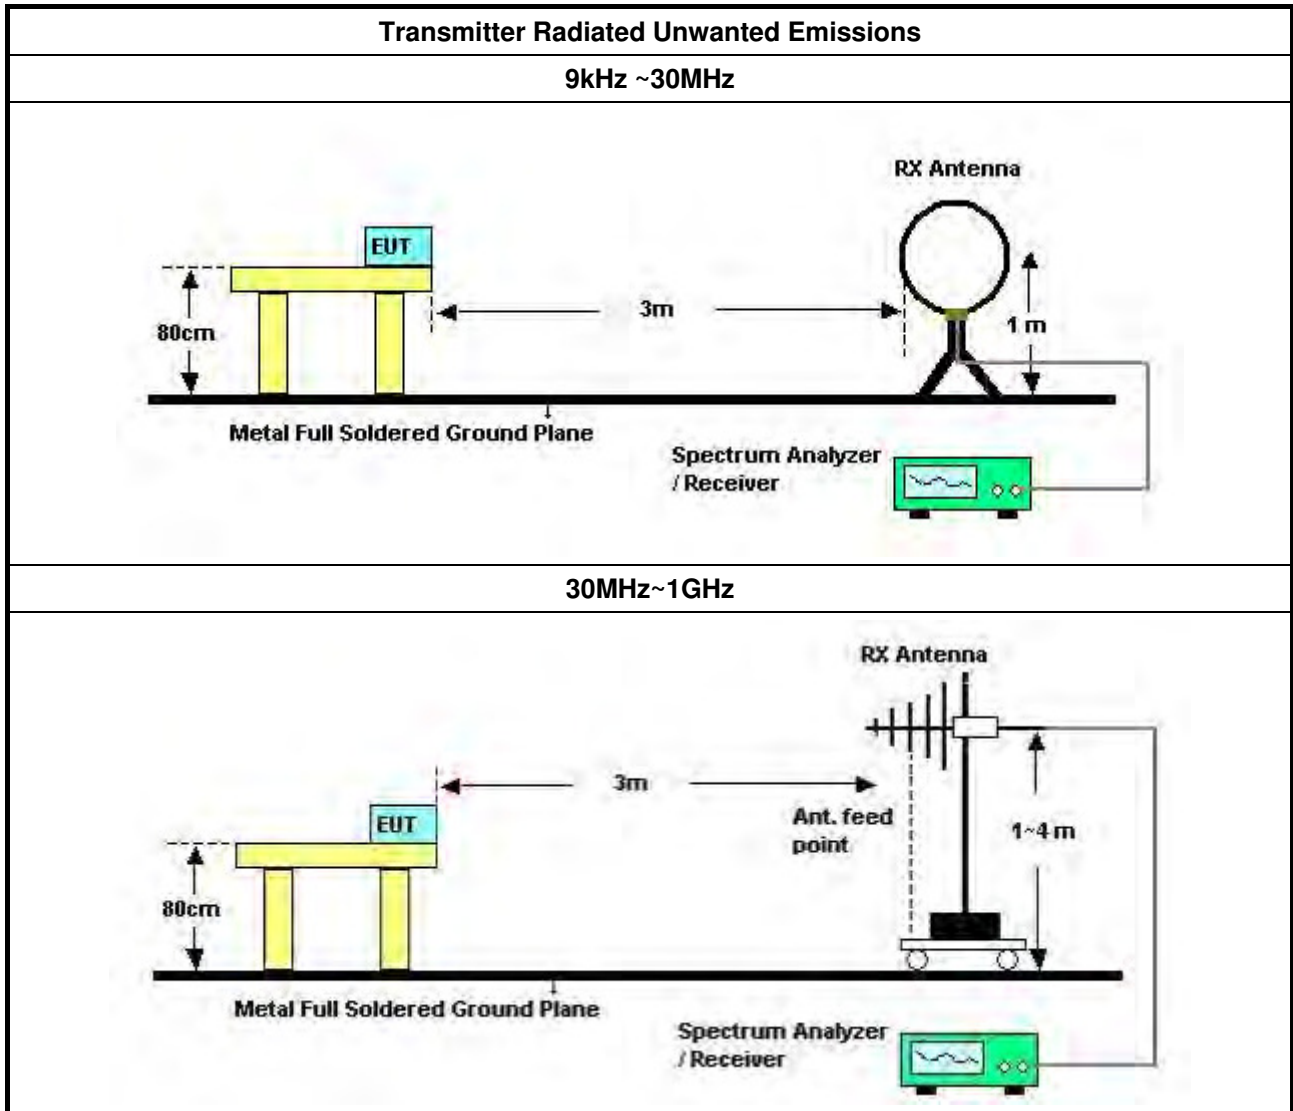 Transmitter Radiated Unwanted Emissions
9kHz ~30MHz
RX Antenna
EUT
3m
80cm
1 m
Metal Full Soldered Ground Plane
Spectrum Analyzer
/ Receiver
30MHz~1GHz
RX Antenna
3m
EUT
Ant. feed
point
1~4 m
80cm
Metal Full Soldered Ground Plane
Spectrum Analyzer
/ Receiver